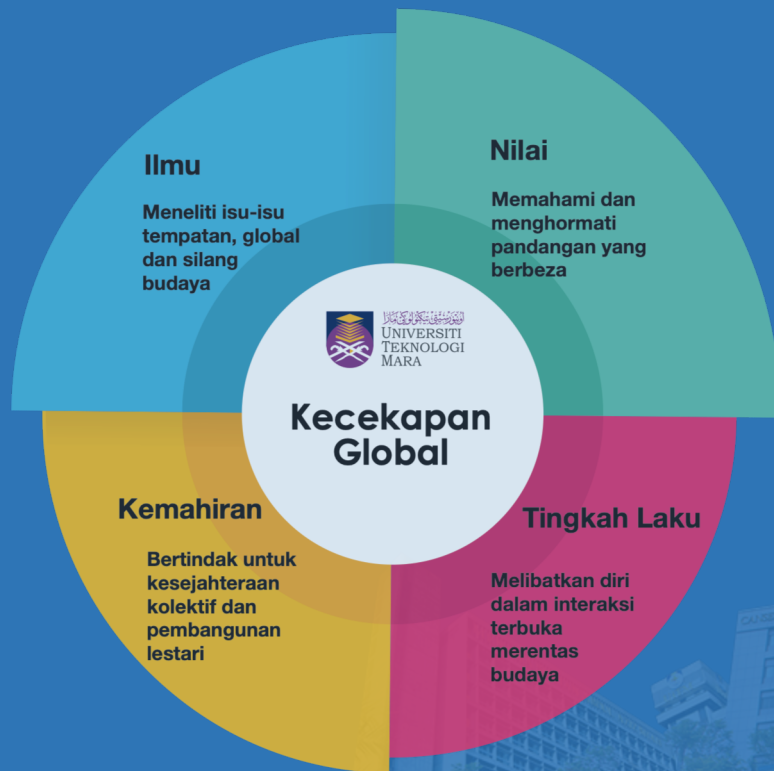 Ilmu
Meneliti isu-isu
tempatan, global
dan silang
budaya
Nilai
Memahami dan
menghormati
pandangan yang
berbeza
UNIVERSITI
TEKNOLOGI
MARA
Kecekapan
Global
Kemahiran
Bertindak untuk
kesejahteraan
kolektif dan
pembangunan
lestari
Tingkah Laku
Melibatkan diri
dalam interaksi
terbuka
merentas
budaya